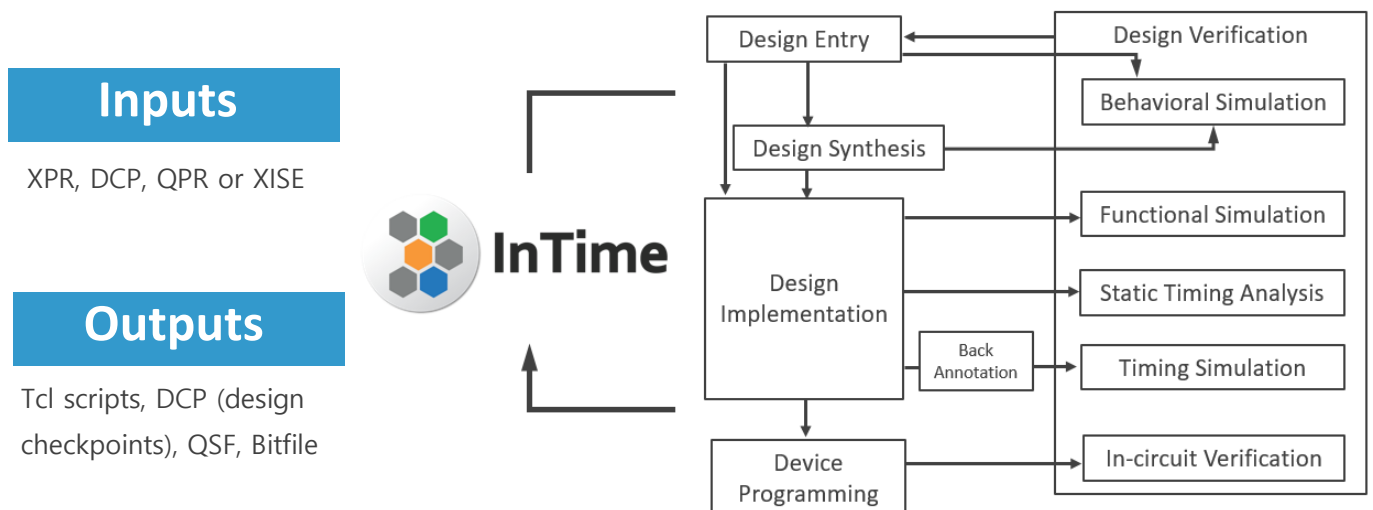 Inputs
XPR, DCP, QPR or XISE
Outputs
Tcl scripts, DCP (design
checkpoints), QSF, Bitfile
InTime
Design Entry
Design Synthesis
Design
Implementation
Back
Annotation
Device
Programming
Design Verification
Behavioral Simulation
Functional Simulation
Static Timing Analysis
Timing Simulation
In-circuit Verification